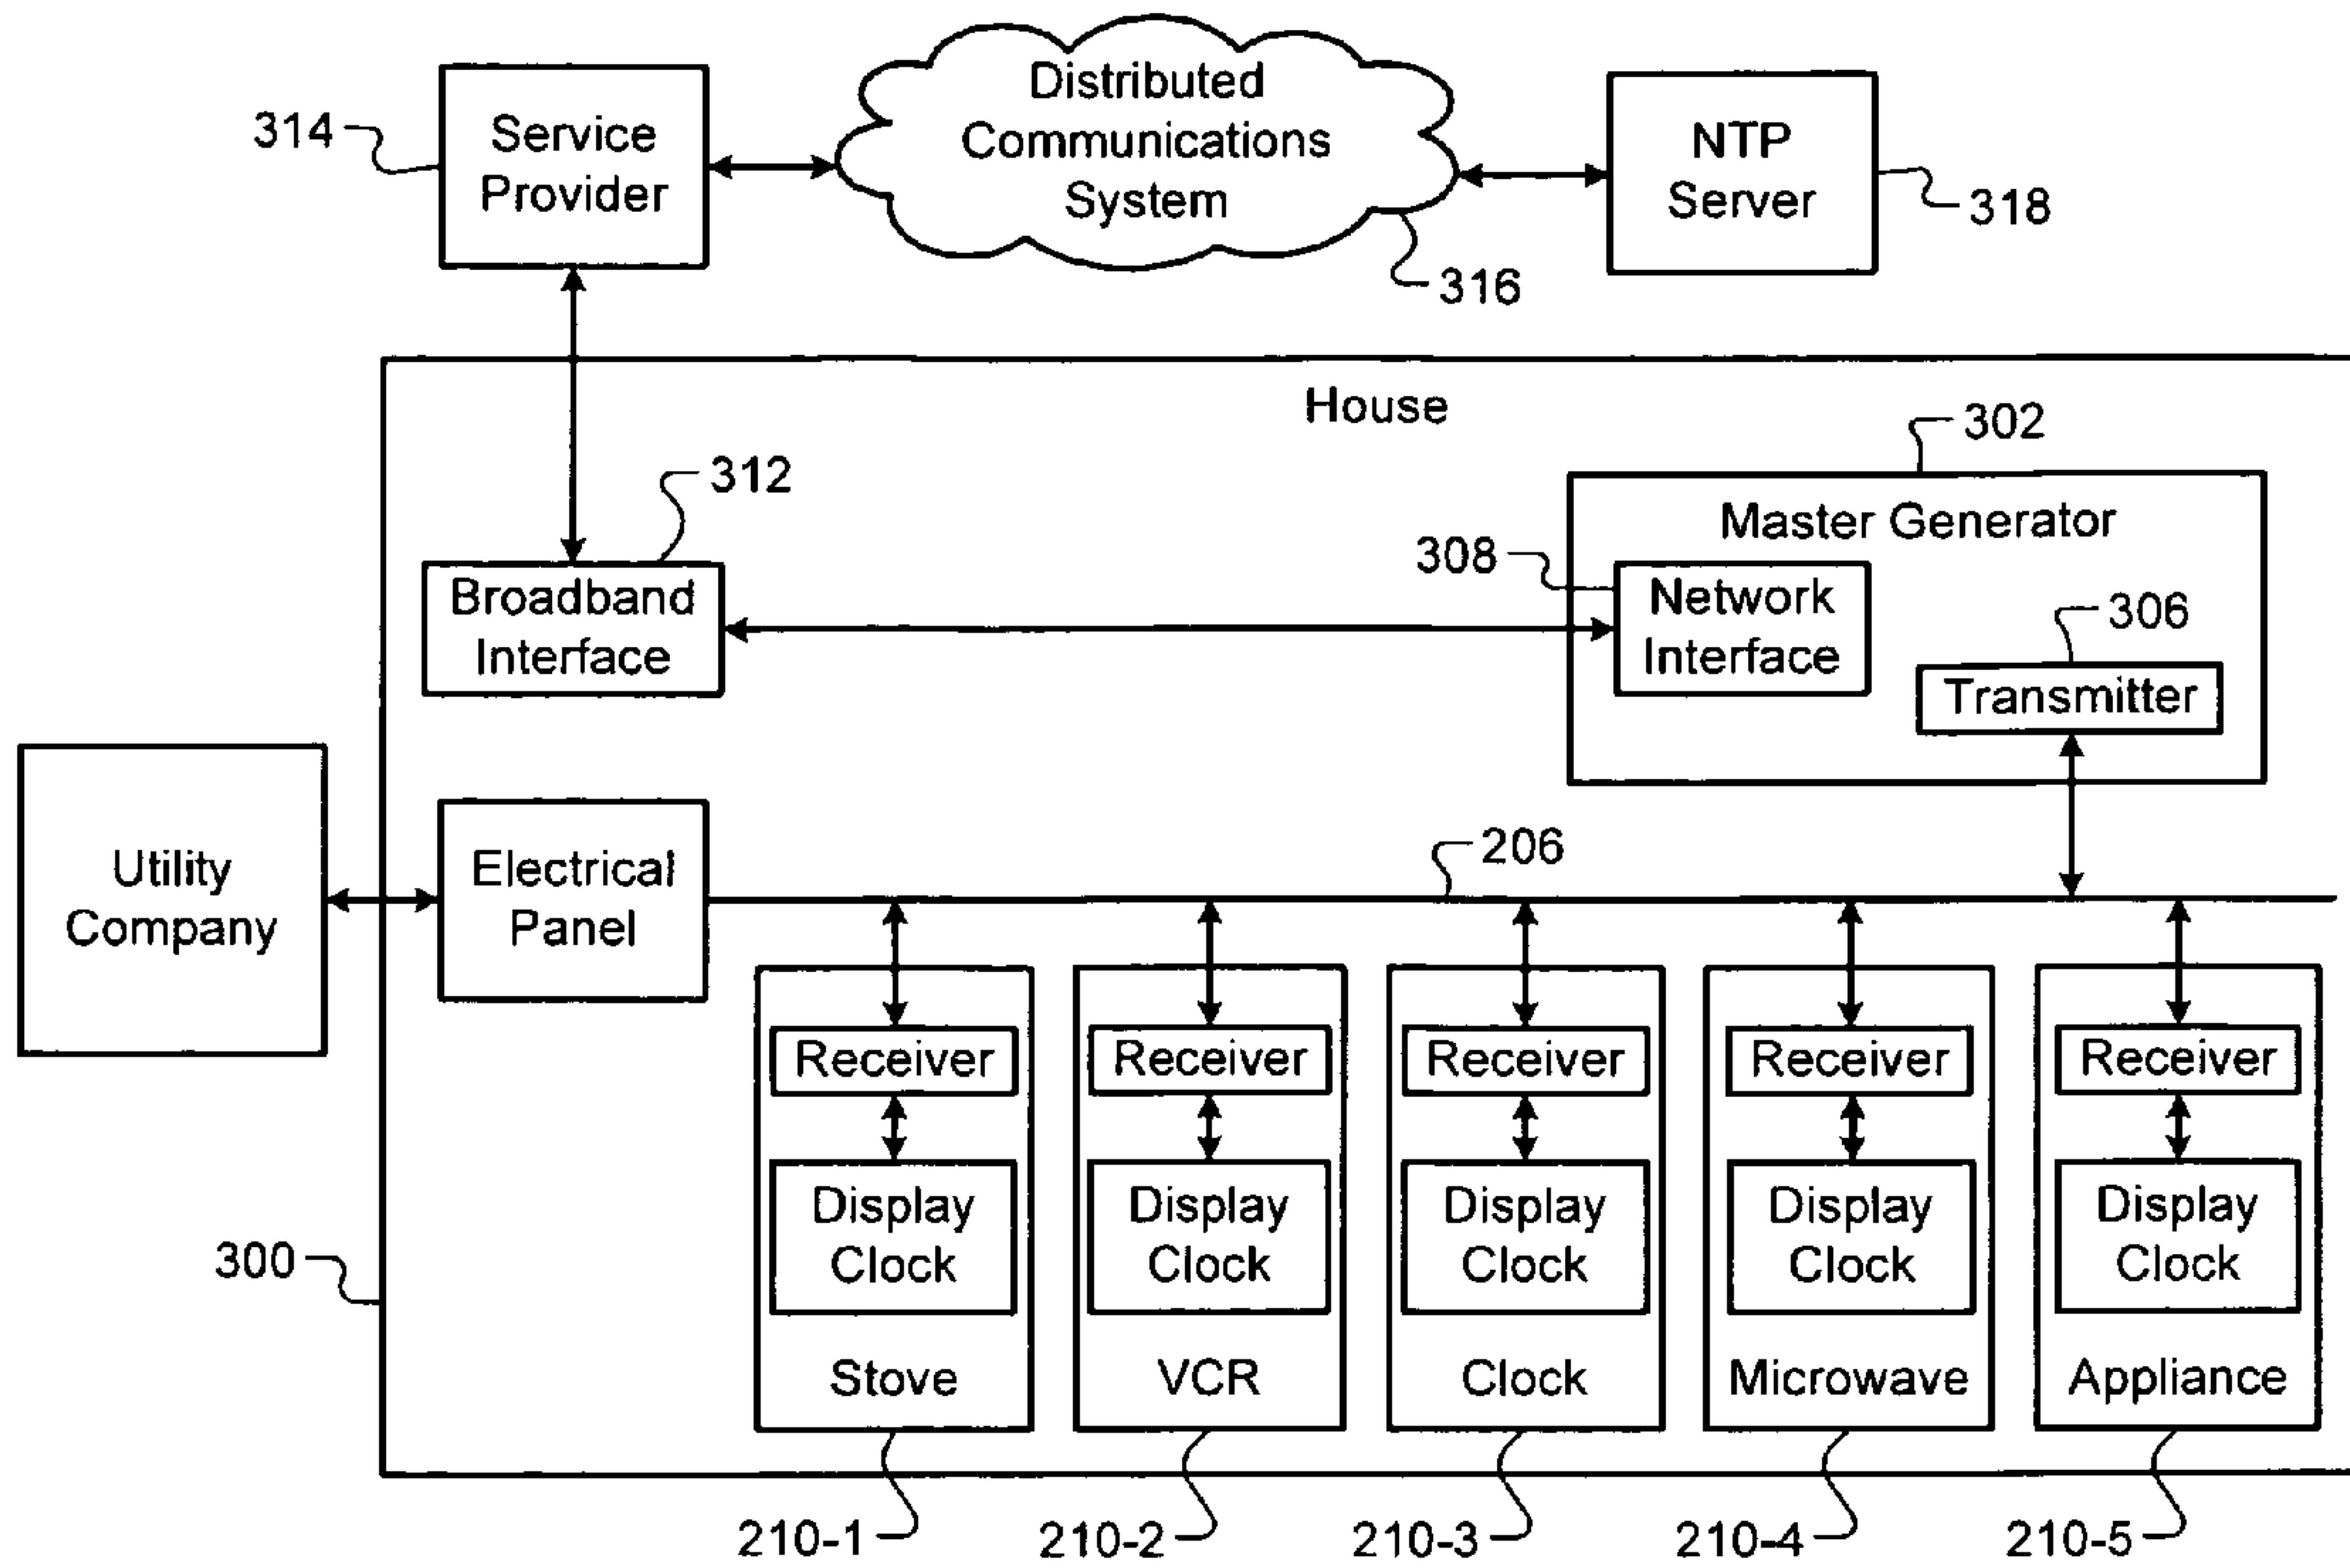 Distributed
Communications
System
Service
Provider
314
NTP
Server
318
316
House
302
312
Master Generator
308
Broadband
Interface
Network
Interface
306
Transmitter
Utility
Company
Electrical
Panel
206
Receiver
Receiver
Receiver
Receiver
Receiver
Display
Clock
Display
Clock
Display
Clock
Display
Clock
Display
Clock
300
Stove
VCR
Clock
Microwave
Appliance
210-1
210-2
210-3
210-4
210-5